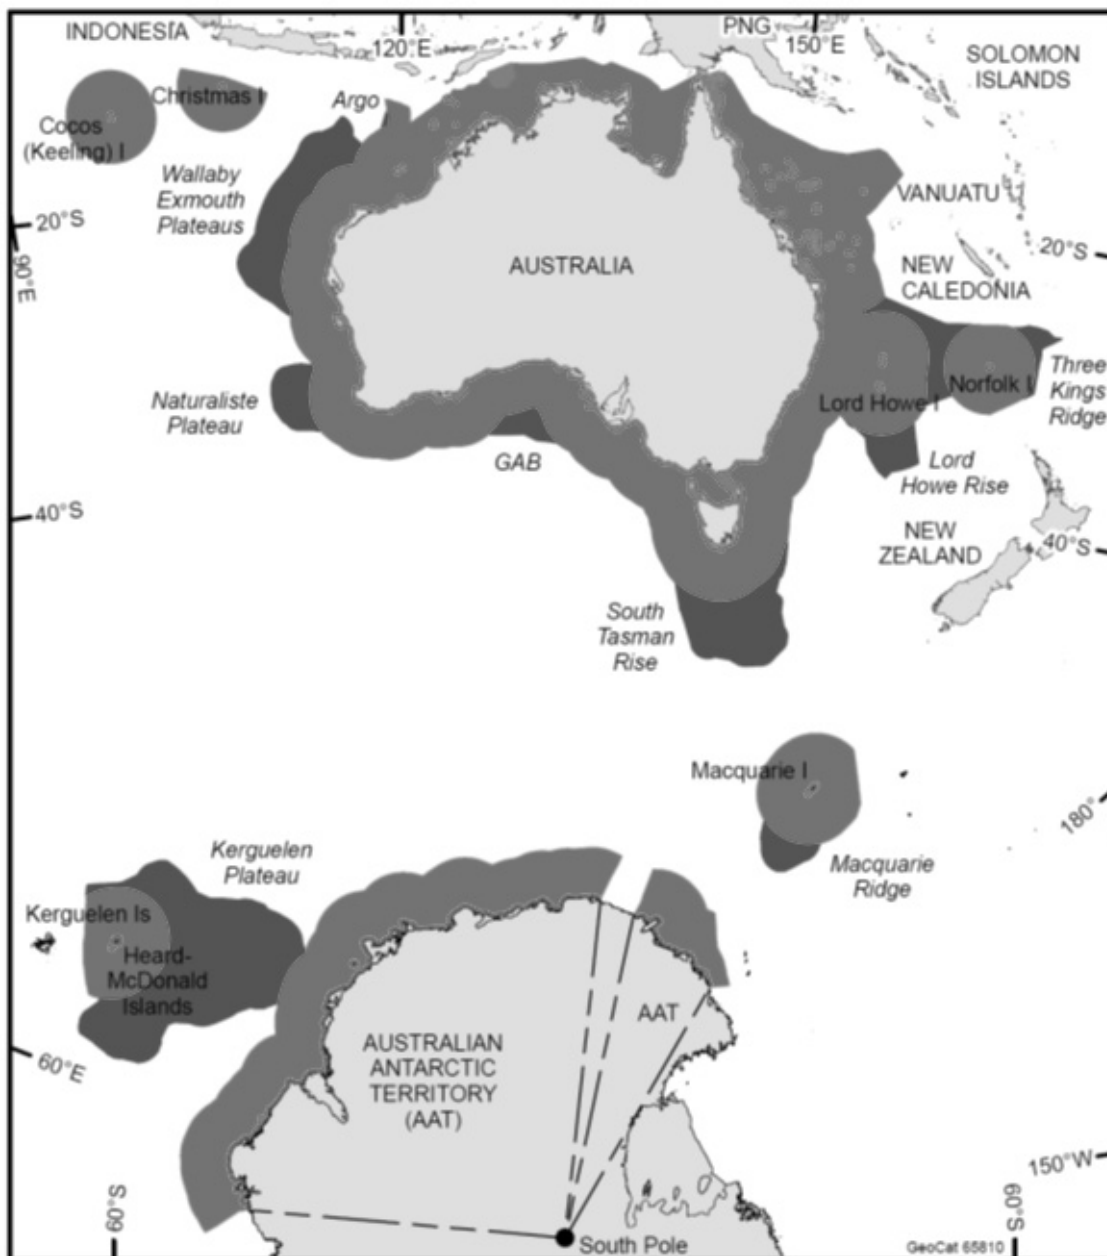 INDONESIA
120°E
PNG
150°E
SOLOMON
ISLANDS
Christmas I
Argo
Cocos
(Keeling) I
Wallaby
Exmouth
Plateaus
VANUATU
20°S
20°S
90°E
AUSTRALIA
NEW
CALEDONIA
Three
Kings
Ridge
Norfolk I
Lord Howe I
Naturaliste
Plateau
GAB
Lord
Howe Rise
40°S
NEW
ZEALAND
40°S
South
Tasman
Rise
Macquarie I
180°
Macquarie
Ridge
Kerguelen
Plateau
Kerguelen Is
Heard-
McDonald
Islands
AAT
AUSTRALIAN
ANTARCTIC
TERRITORY
(AAT)
60°E
150°W
60°S
60°S
South Pole
GeoCat 65810